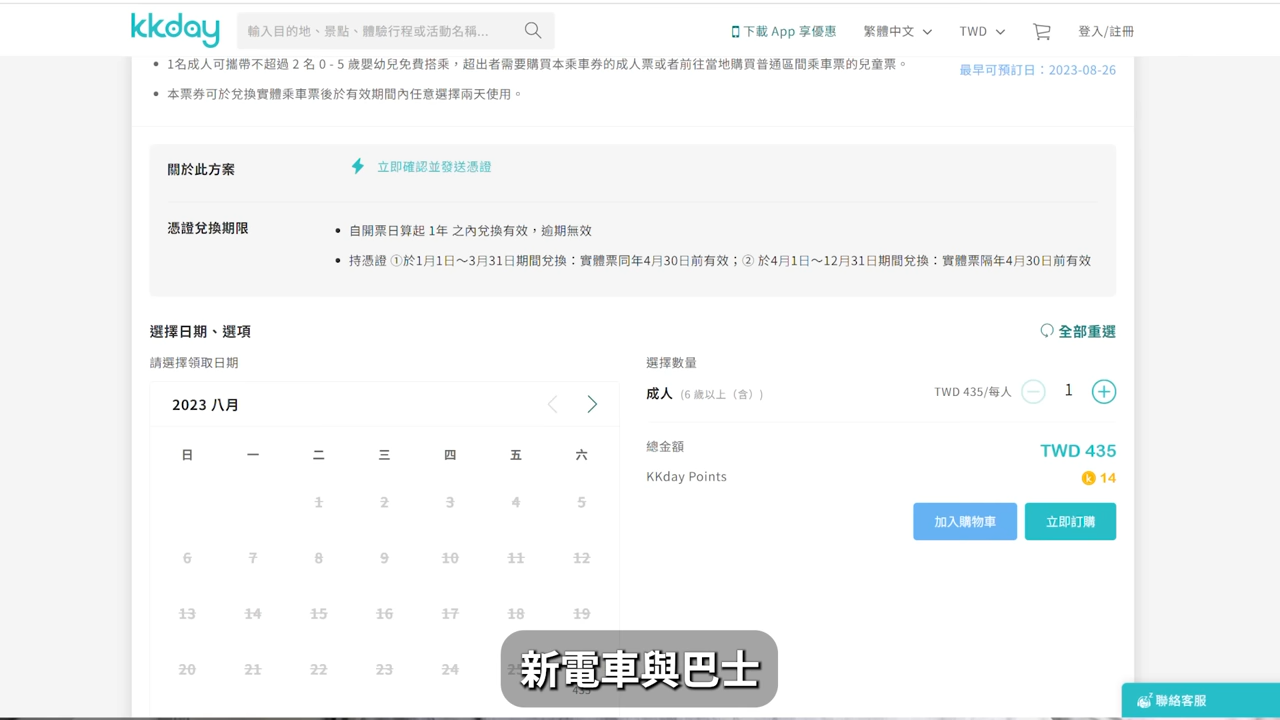 kkday
輸入目的地、景點、體驗行程或活動名稱...
下載 App 享優惠
繁體中文
TWD
登入/註冊
1名成人可攜帶不超過 2 名 0 - 5 歲嬰幼兒免費搭乘，超出者需要購買本乘車券的成人票或者前往當地購買普通區間乘車票的兒童票。
最早可預訂日：2023-08-26
本票券可於兌換實體乘車票後於有效期間內任意選擇兩天使用。
關於此方案
立即確認並發送憑證
憑證兌換期限
自開票日算起 1年 之內兌換有效，逾期無效
持憑證 ①於1月1日～3月31日期間兌換：實體票同年4月30日前有效；② 於4月1日～12月31日期間兌換：實體票隔年4月30日前有效
選擇日期、選項
全部重選
請選擇領取日期
選擇數量
2023 八月
成人 (6 歲以上（含）)
TWD 435/每人
1
日 一 二 三 四 五 六
總金額
TWD 435
KKday Points
14
1 2 3 4 5
加入購物車
立即訂購
6 7 8 9 10 11 12
13 14 15 16 17 18 19
20 21 22 23 24
新電車與巴士
聯絡客服